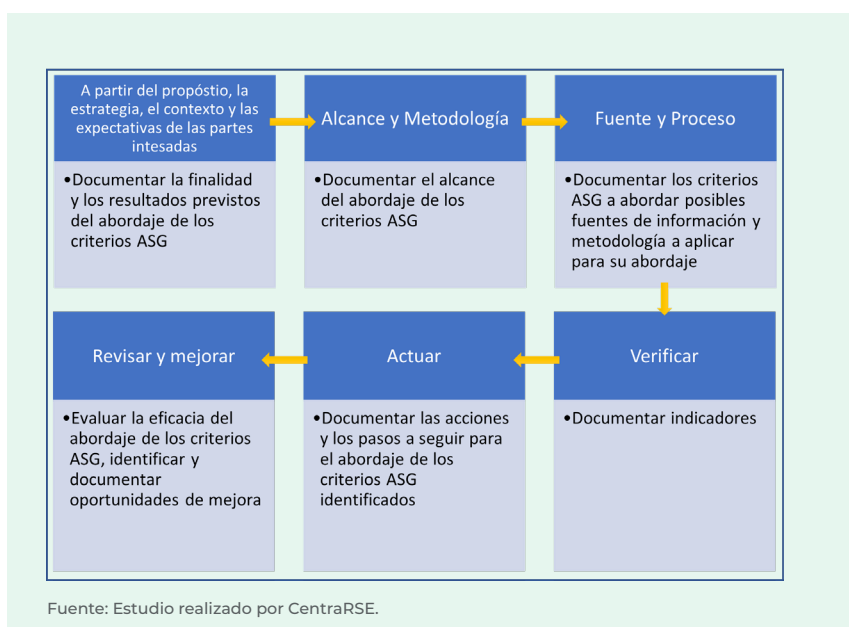 A partir del propóstio, la
estrategia, el contexto y las
expectativas de las partes
intesadas
•Documentar la finalidad
y los resultados previstos
del abordaje de los
criterios ASG
Alcance y Metodología
•Documentar el alcance
del abordaje de los
criterios ASG
Fuente y Proceso
•Documentar los criterios
ASG a abordar posibles
fuentes de información y
metodología a aplicar
para su abordaje
Verificar
•Documentar indicadores
Actuar
•Documentar las acciones
y los pasos a seguir para
el abordaje de los
criterios ASG
identificados
Revisar y mejorar
•Evaluar la eficacia del
abordaje de los criterios
ASG, identificar y
documentar
oportunidades de mejora
Fuente: Estudio realizado por CentraRSE.